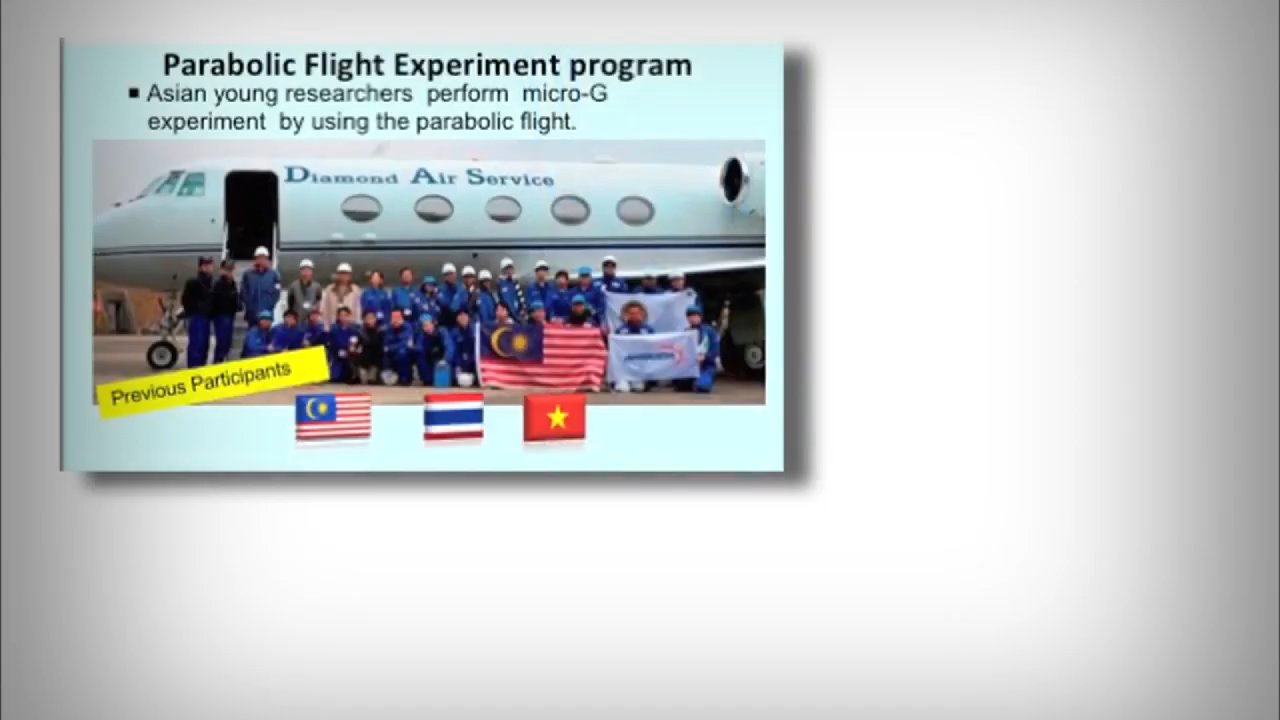 Parabolic Flight Experiment program
▪ Asian young researchers perform micro-G
experiment by using the parabolic flight.
Diamond Air Service
Previous Participants